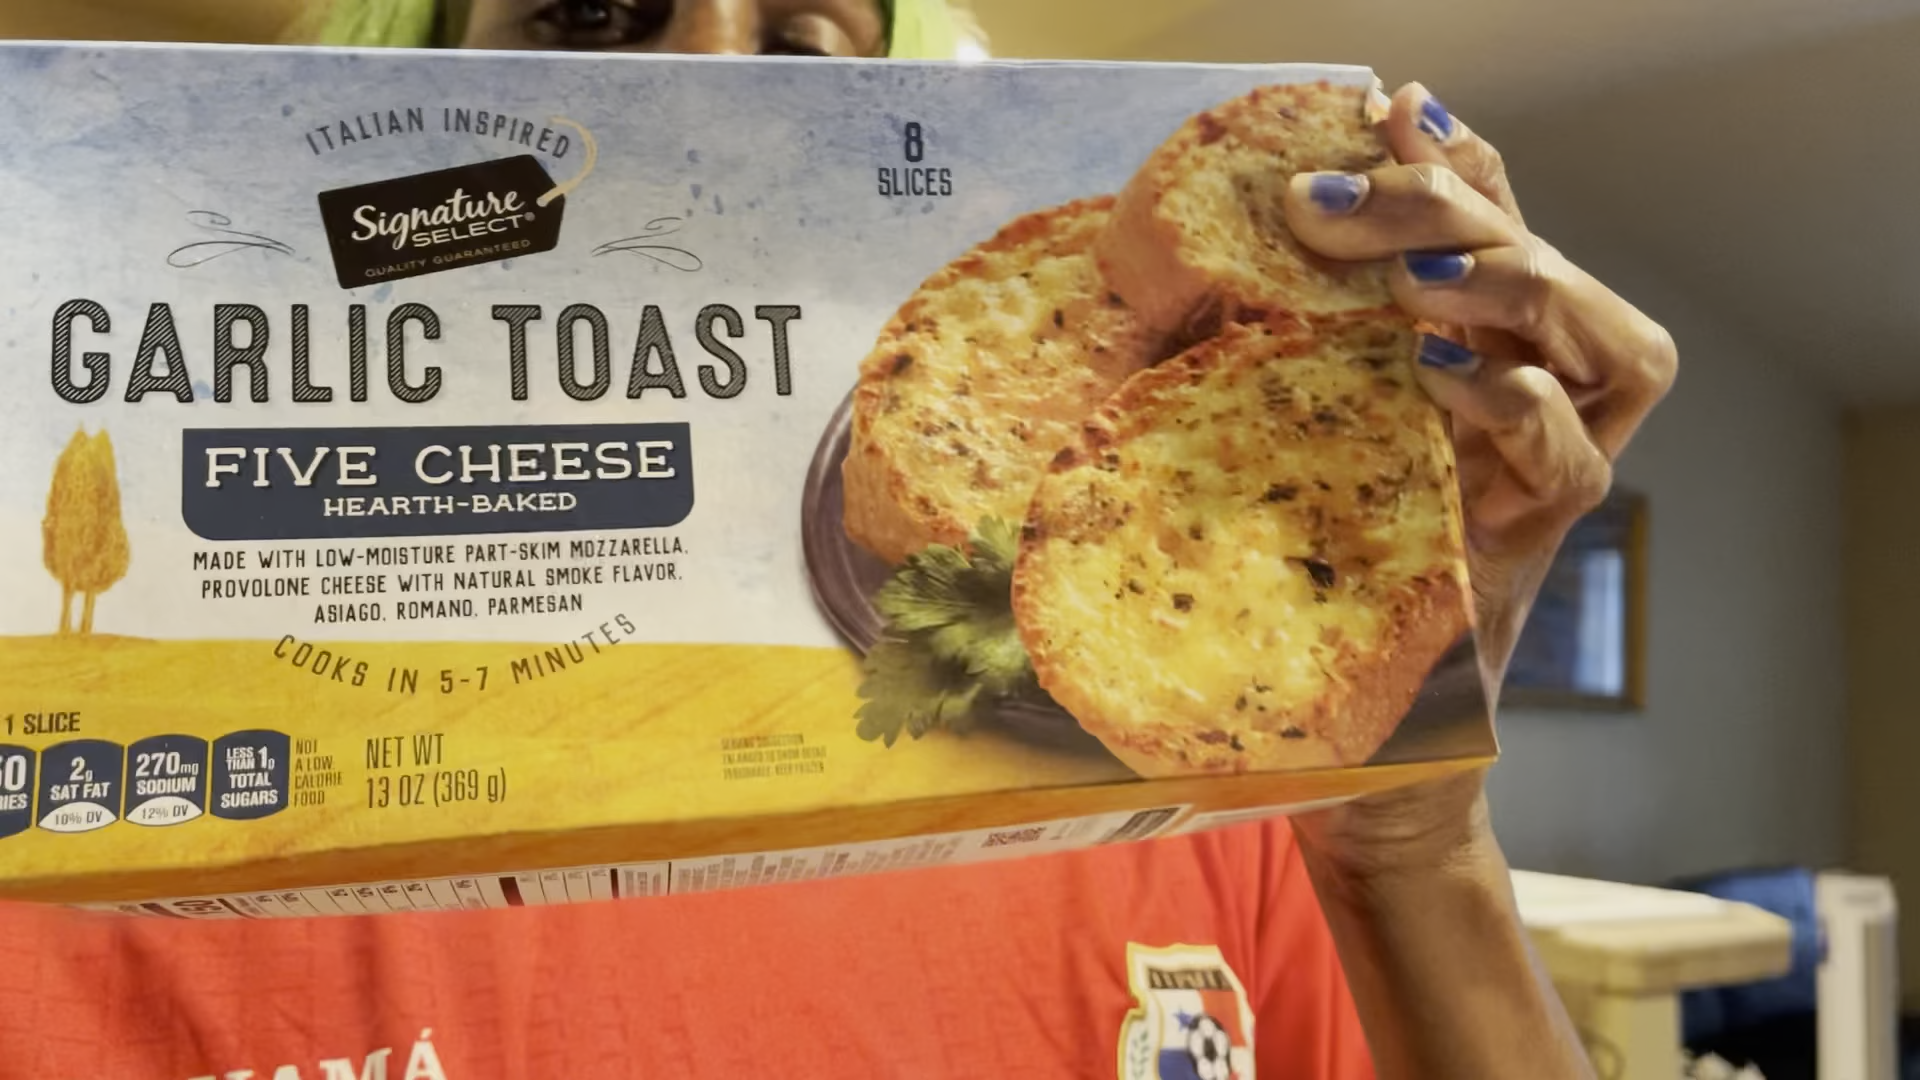 ITALIAN INSPIRED
Signature
SELECT®
QUALITY GUARANTEED
8
SLICES
GARLIC TOAST
FIVE CHEESE
HEARTH-BAKED
MADE WITH LOW-MOISTURE PART-SKIM MOZZARELLA,
PROVOLONE CHEESE WITH NATURAL SMOKE FLAVOR,
ASIAGO, ROMANO, PARMESAN
COOKS IN 5-7 MINUTES
1 SLICE
2g
SAT FAT
10% DV
270mg
SODIUM
12% DV
LESS
THAN 1g
TOTAL
SUGARS
NOT
A LOW
CALORIE
FOOD
NET WT
13 OZ (369 g)